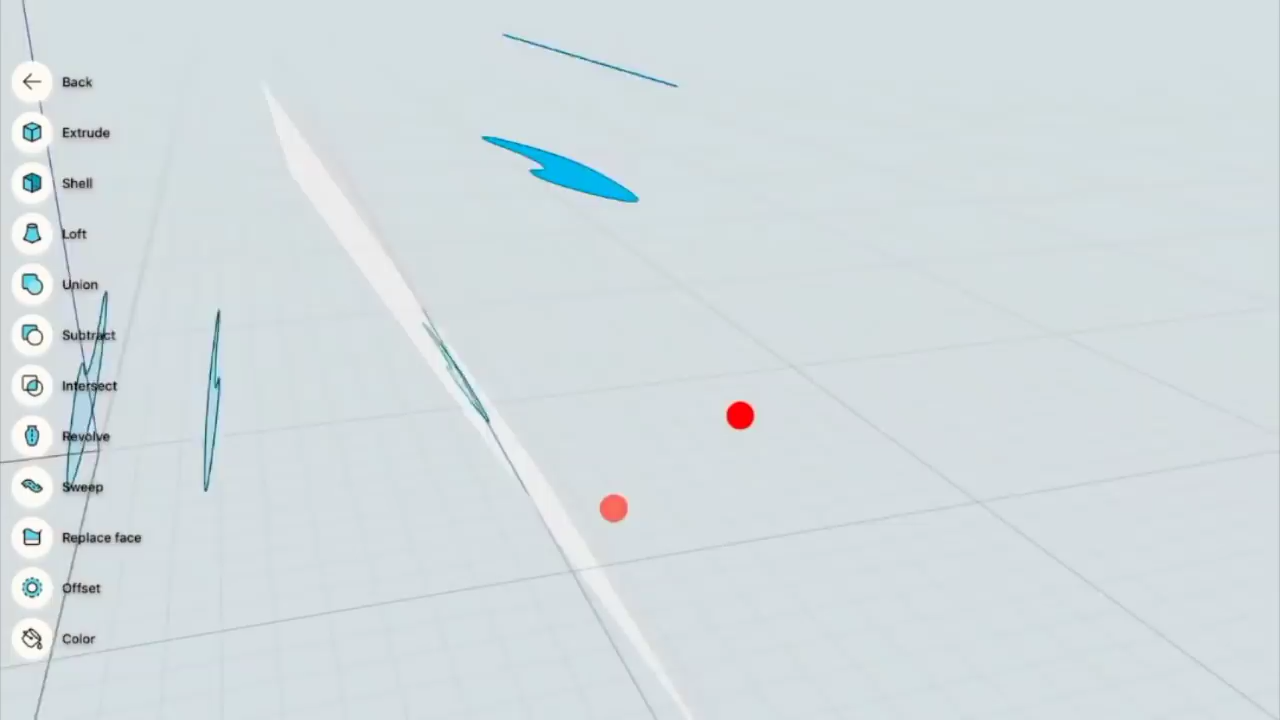 Back
Extrude
Shell
Loft
Union
Subtract
Intersect
Revolve
Sweep
Replace face
Offset
Color